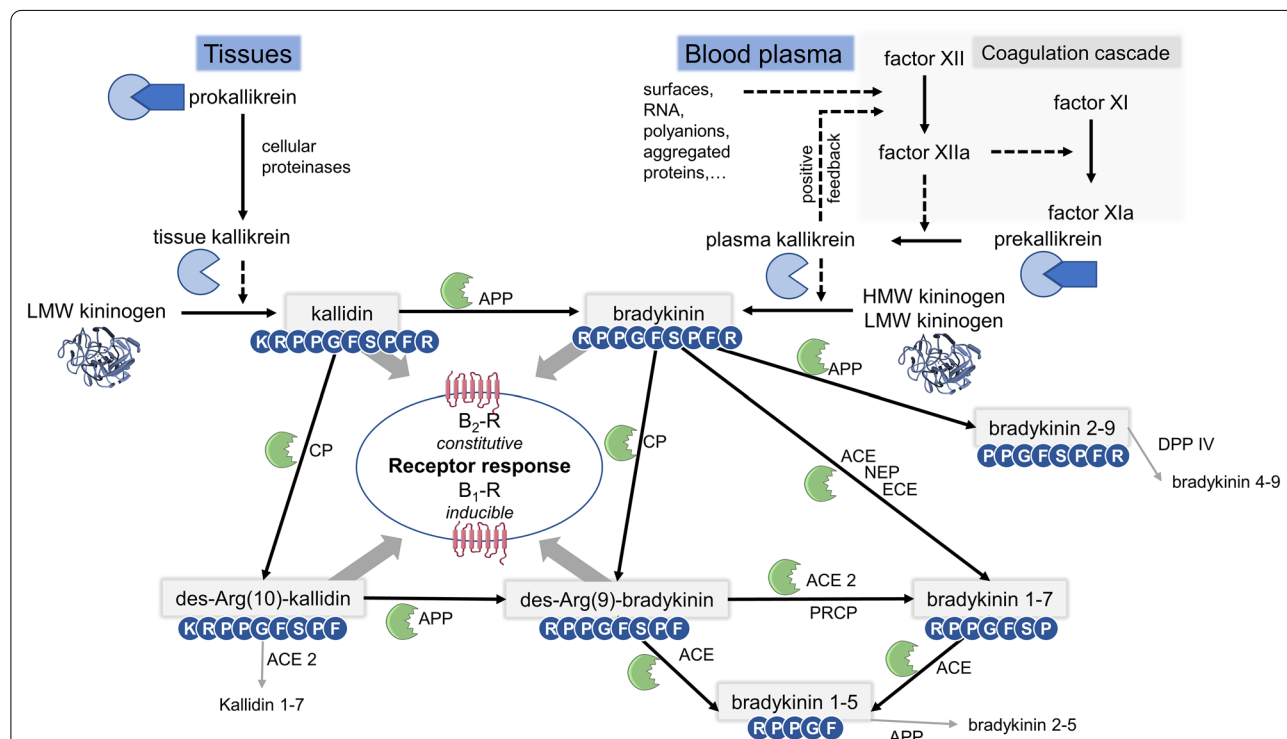 Tissues
Blood plasma
Coagulation cascade
prokallikrein
cellular
proteinases
tissue kallikrein
surfaces,
RNA,
polyanions,
aggregated
proteins,...
positive
feedback
factor XII
factor XI
factor XIIa
factor XIa
plasma kallikrein
prekallikrein
LMW kininogen
kallidin
KRPPGFSPFR
APP
bradykinin
RPPGFSPFR
HMW kininogen
LMW kininogen
B2-R
constitutive
Receptor response
B1-R
inducible
CP
CP
ACE
NEP
ECE
APP
bradykinin 2-9
PPGFSPFR
DPP IV
bradykinin 4-9
des-Arg(10)-kallidin
KRPPGFSPF
APP
des-Arg(9)-bradykinin
RPPGFSPF
ACE 2
PRCP
bradykinin 1-7
RPPGFSP
ACE 2
Kallidin 1-7
ACE
ACE
bradykinin 1-5
RPPGF
APP
bradykinin 2-5